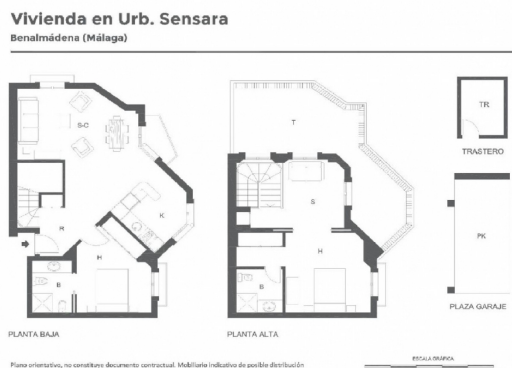 Vivienda en Urb. Sensara
Benalmádena (Málaga)
S-C
K
R
H
B
PLANTA BAJA
T
S
H
B
PLANTA ALTA
TR
TRASTERO
PK
PLAZA GARAJE
Plano orientativo, no constituye documento contractual. Mobiliario indicativo de posible distribución
ESCALA GRÁFICA